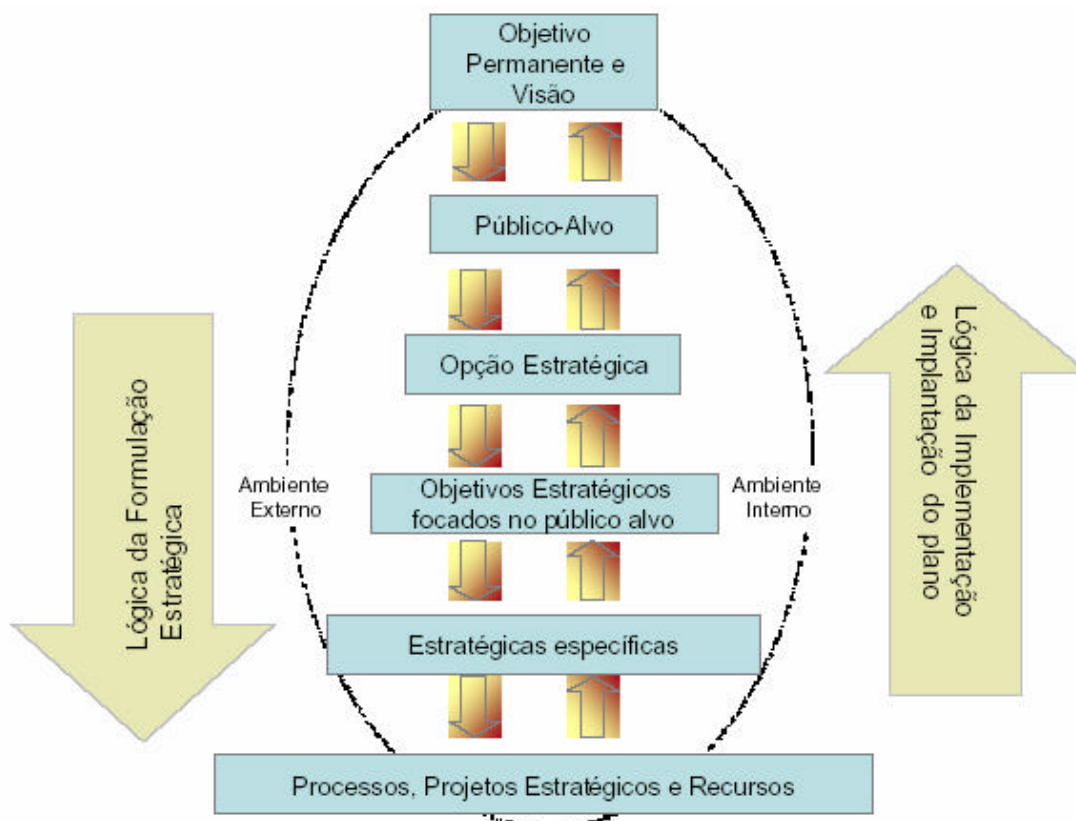 Objetivo
Permanente e
Visão
Público-Alvo
Opção Estratégica
Objetivos Estratégicos
focados no público alvo
Estratégicas específicas
Processos, Projetos Estratégicos e Recursos
Ambiente
Externo
Ambiente
Interno
Lógica da Formulação
Estratégica
Lógica da Implementação
e Implantação do plano